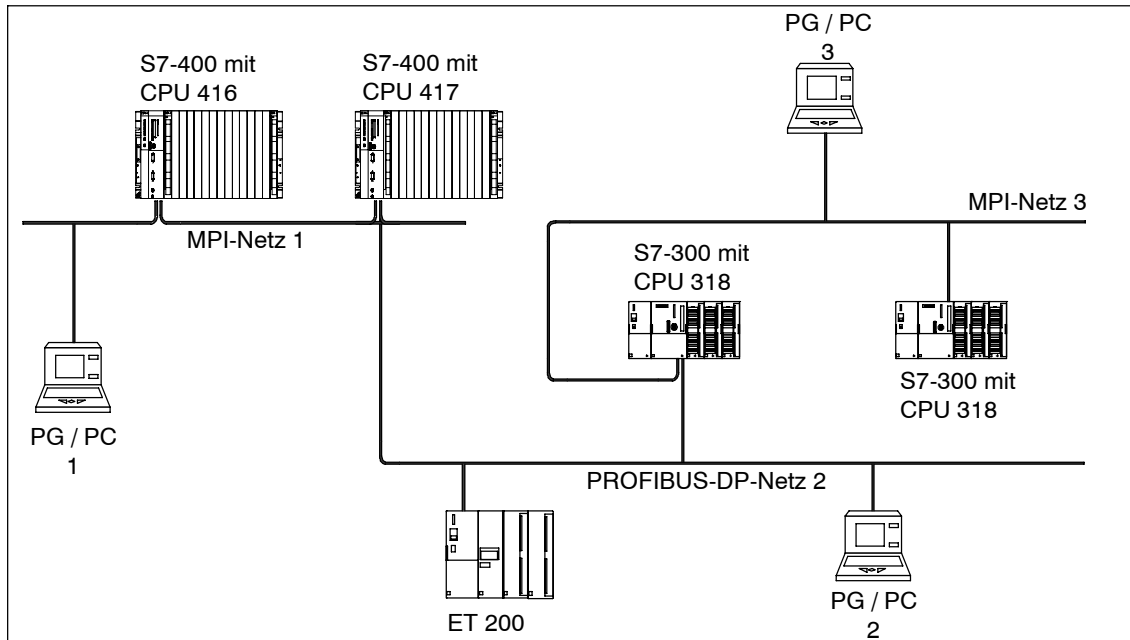 PG / PC
3
S7-400 mit
CPU 416
S7-400 mit
CPU 417
MPI-Netz 1
MPI-Netz 3
S7-300 mit
CPU 318
S7-300 mit
CPU 318
PG / PC
1
PROFIBUS-DP-Netz 2
ET 200
PG / PC
2